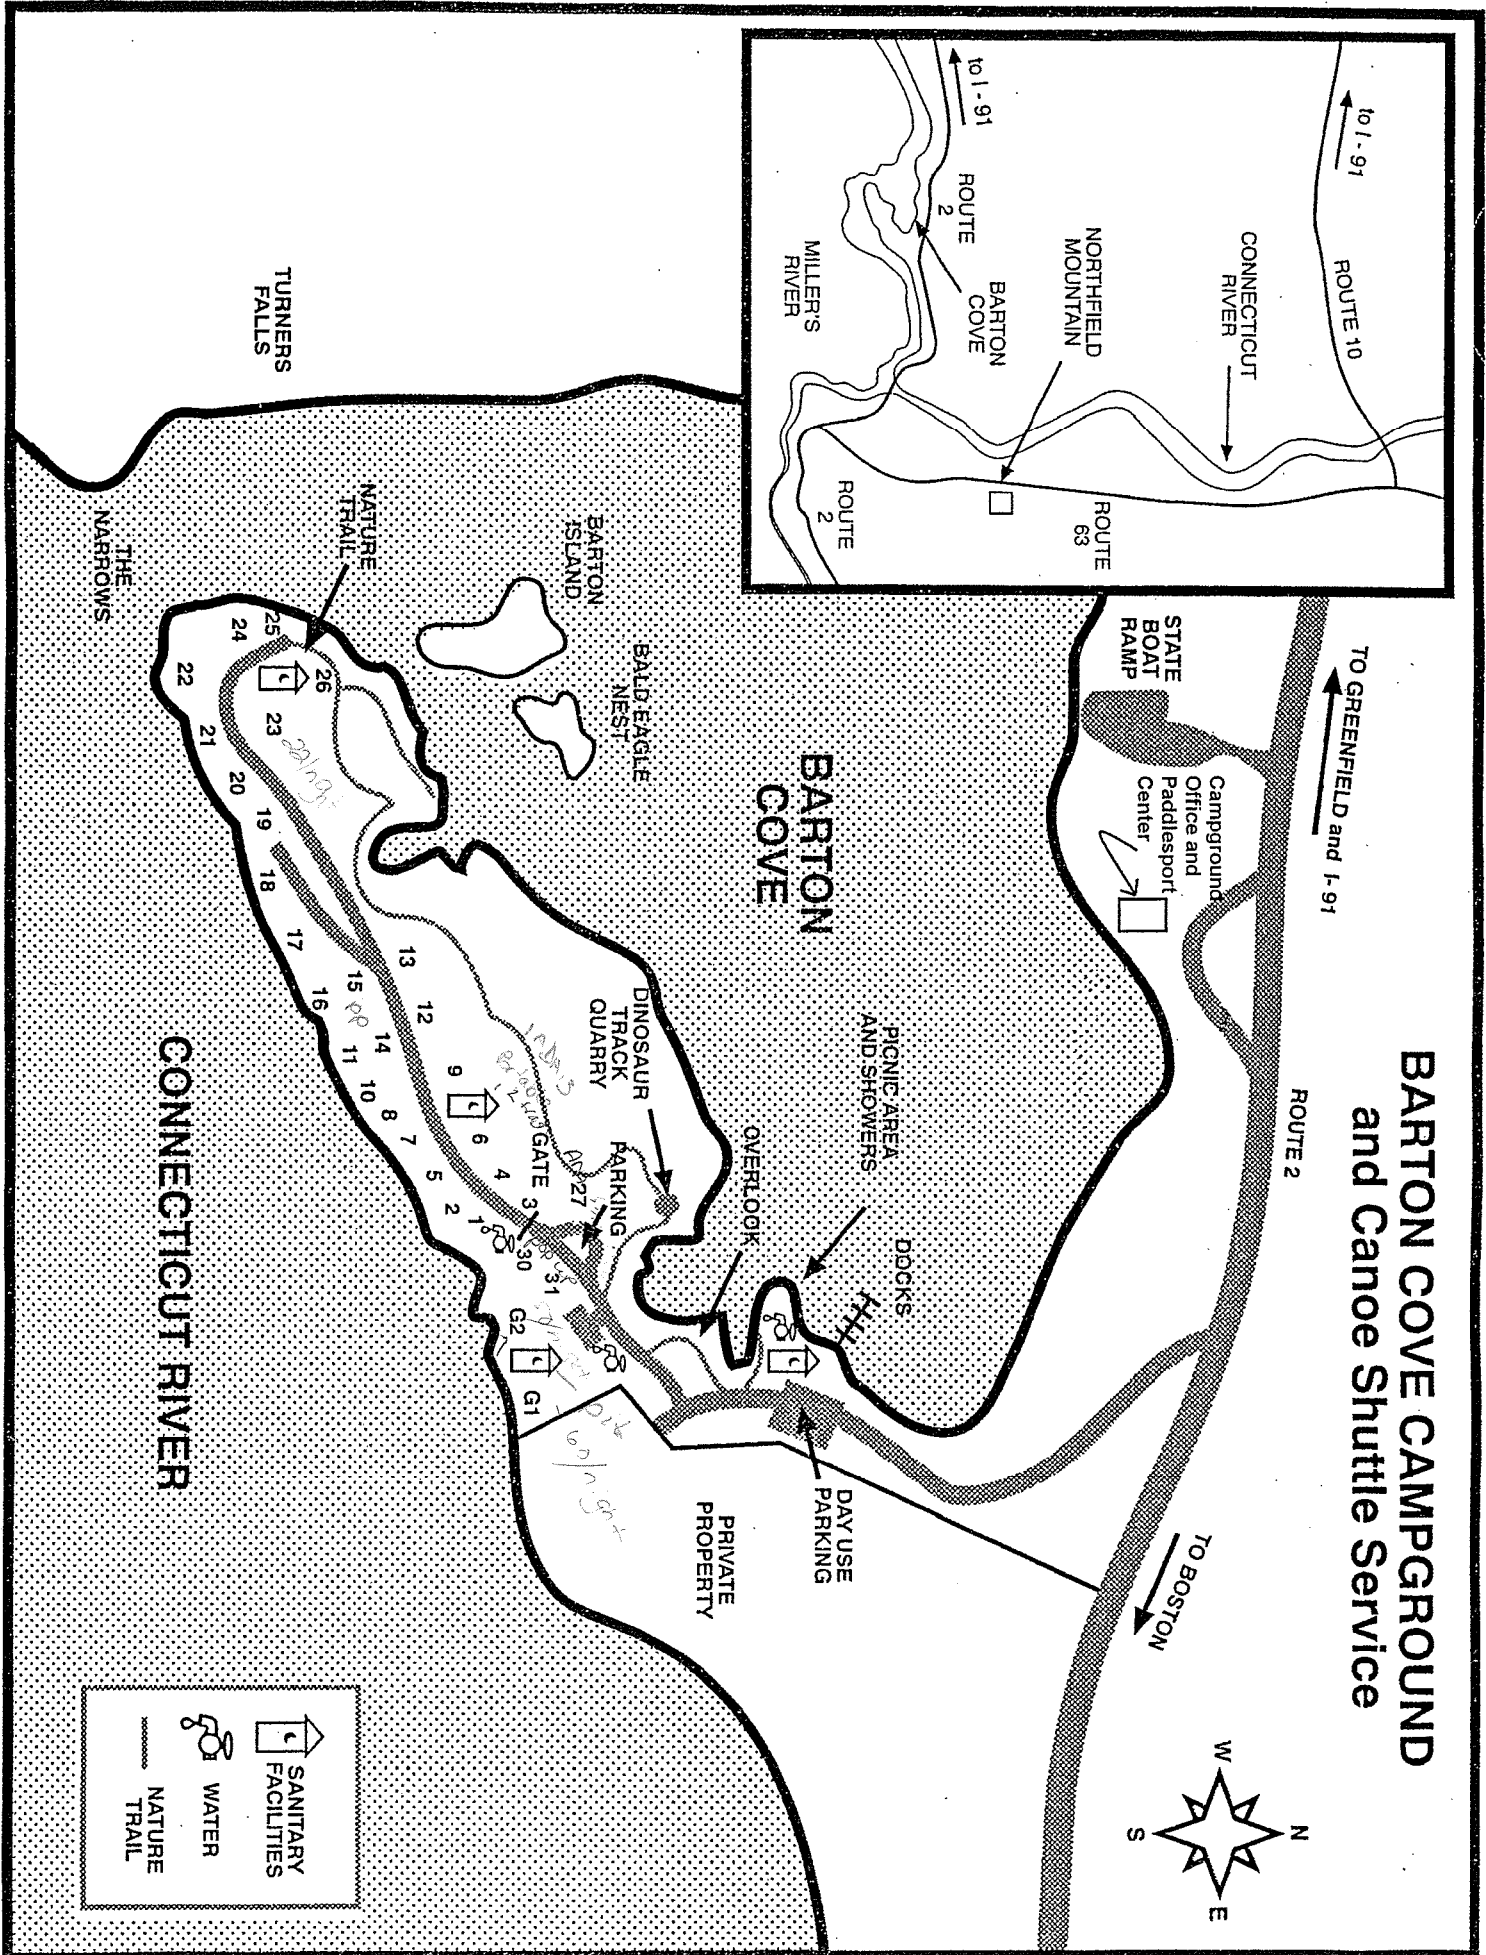 BARTON COVE CAMPGROUND
and Canoe Shuttle Service
to I - 91
ROUTE 10
CONNECTICUT
RIVER
NORTHFIELD
MOUNTAIN
to I - 91
ROUTE
2
BARTON
COVE
MILLER'S
RIVER
ROUTE
63
ROUTE
2
TO GREENFIELD and I-91
ROUTE 2
TO BOSTON
N
W
E
S
STATE
BOAT
RAMP
Campground
Office and
Paddlesport
Center
BARTON
COVE
PICNIC AREA
AND SHOWERS
DOCKS
OVERLOOK
DAY USE
PARKING
PRIVATE
PROPERTY
BALD EAGLE
NEST
BARTON
ISLAND
DINOSAUR
TRACK
QUARRY
PARKING
GATE
NATURE
TRAIL
TURNERS
FALLS
THE
NARROWS
25
24
26
23
22/night
22
21
20
19
18
17
16
15
pp
14
13
12
11
10
9
8
7
6
5
4
3
2
1
27
30
31
G2
G1
60/night
CONNECTICUT RIVER
SANITARY
FACILITIES
WATER
NATURE
TRAIL